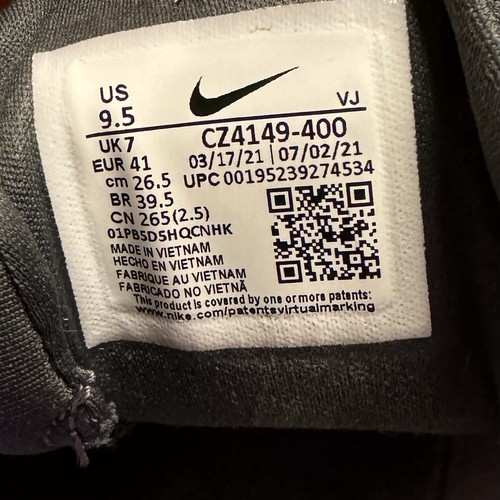 US
9.5
VJ
UK 7
CZ4149-400
EUR 41
03/17/21 | 07/02/21
cm 26.5
UPC 00195239274534
BR 39.5
CN 265(2.5)
01PB5D5HQCNHK
MADE IN VIETNAM
HECHO EN VIETNAM
FABRIQUE AU VIETNAM
FABRICADO NO VIETNÃ
This product is covered by one or more patents:
www.nike.com/patentsvirtualmarking